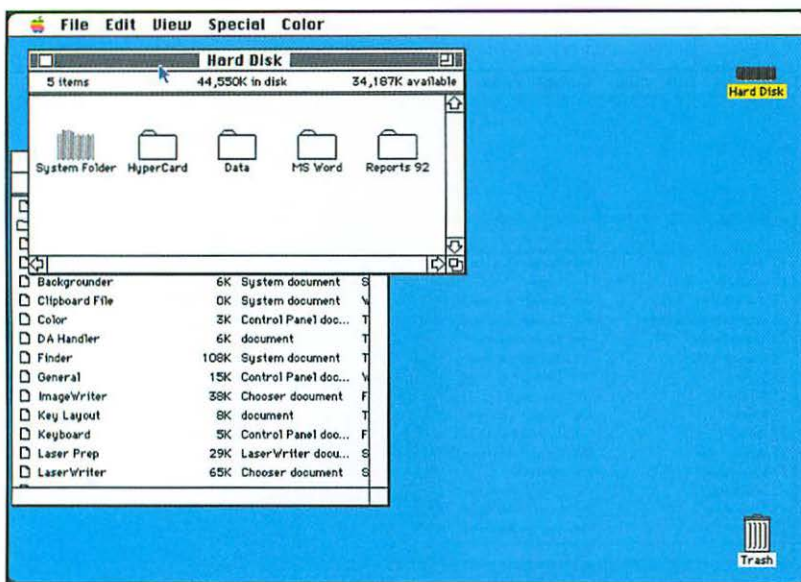 File Edit View Special Color
Hard Disk
5 items 44,550K in disk 34,187K available
System Folder HyperCard Data MS Word Reports 92
Hard Disk
Backgrounder 6K System document S
Clipboard File 0K System document V
Color 3K Control Panel doc... T
DA Handler 6K document T
Finder 108K System document T
General 15K Control Panel doc... V
ImageWriter 38K Chooser document F
Key Layout 8K document T
Keyboard 5K Control Panel doc... F
Laser Prep 29K LaserWriter docu... S
LaserWriter 65K Chooser document S
Trash